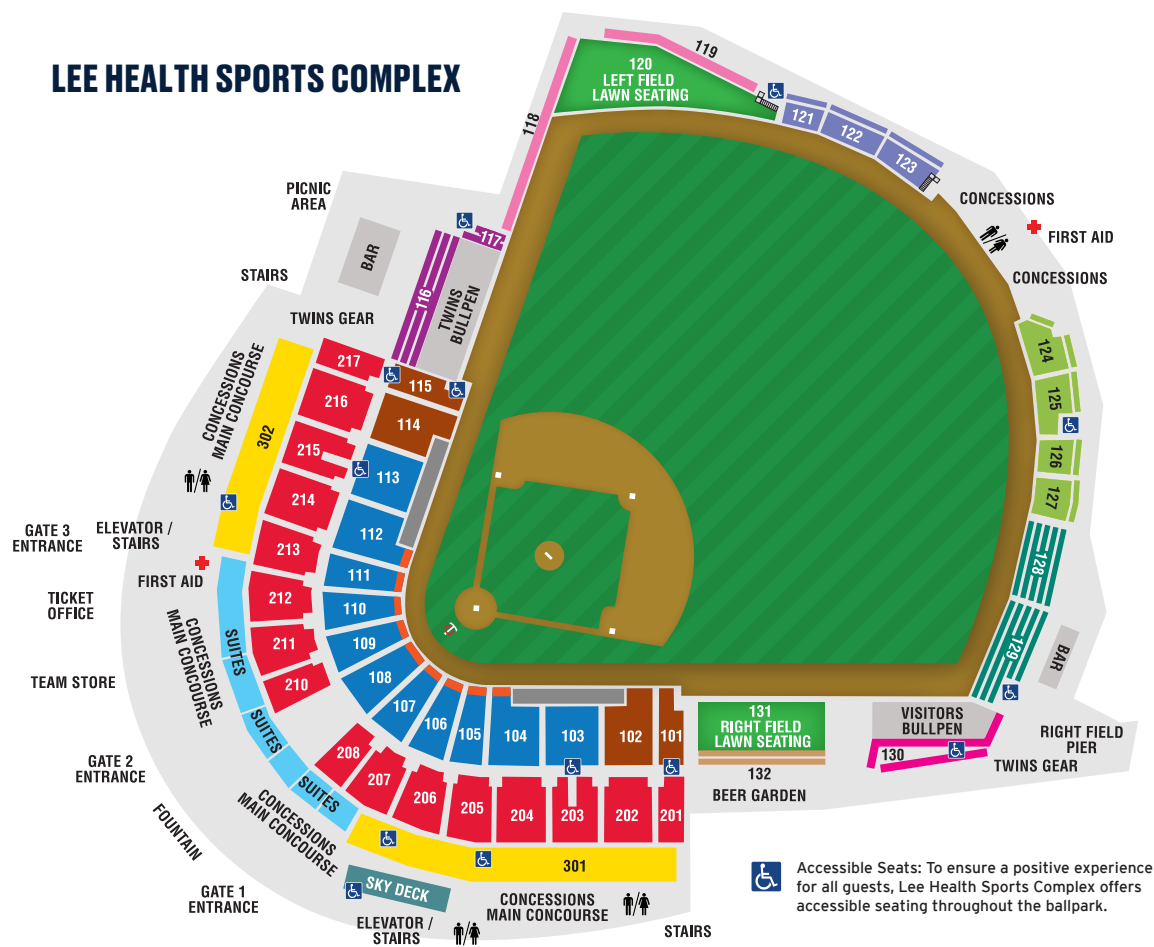 LEE HEALTH SPORTS COMPLEX
119
120
LEFT FIELD
LAWN SEATING
118
121
122
123
CONCESSIONS
FIRST AID
CONCESSIONS
PICNIC
AREA
BAR
117
116
TWINS
BULLPEN
STAIRS
TWINS GEAR
CONCESSIONS
MAIN CONCOURSE
302
217
216
215
214
213
212
211
210
115
114
113
112
111
110
109
108
107
106
105
104
103
102
101
124
125
126
127
128
129
BAR
GATE 3
ENTRANCE
ELEVATOR /
STAIRS
FIRST AID
TICKET
OFFICE
CONCESSIONS
MAIN CONCOURSE
SUITES
TEAM STORE
SUITES
GATE 2
ENTRANCE
SUITES
208
207
206
205
204
203
202
201
131
RIGHT FIELD
LAWN SEATING
132
BEER GARDEN
VISITORS
BULLPEN
130
RIGHT FIELD
PIER
TWINS GEAR
FOUNTAIN
CONCESSIONS
MAIN CONCOURSE
301
SKY DECK
GATE 1
ENTRANCE
ELEVATOR /
STAIRS
CONCESSIONS
MAIN CONCOURSE
STAIRS
Accessible Seats: To ensure a positive experience
for all guests, Lee Health Sports Complex offers
accessible seating throughout the ballpark.